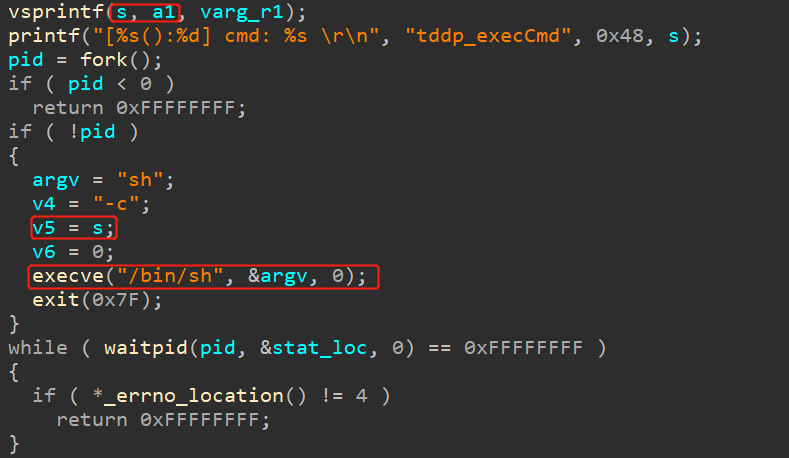 vsprintf(s, a1, varg_r1);
printf("[%s():%d] cmd: %s \r\n", "tddp_execCmd", 0x48, s);
pid = fork();
if ( pid < 0 )
  return 0xFFFFFFFF;
if ( !pid )
{
  argv = "sh";
  v4 = "-c";
  v5 = s;
  v6 = 0;
  execve("/bin/sh", &argv, 0);
  exit(0x7F);
}
while ( waitpid(pid, &stat_loc, 0) == 0xFFFFFFFF )
{
  if ( *_errno_location() != 4 )
    return 0xFFFFFFFF;
}